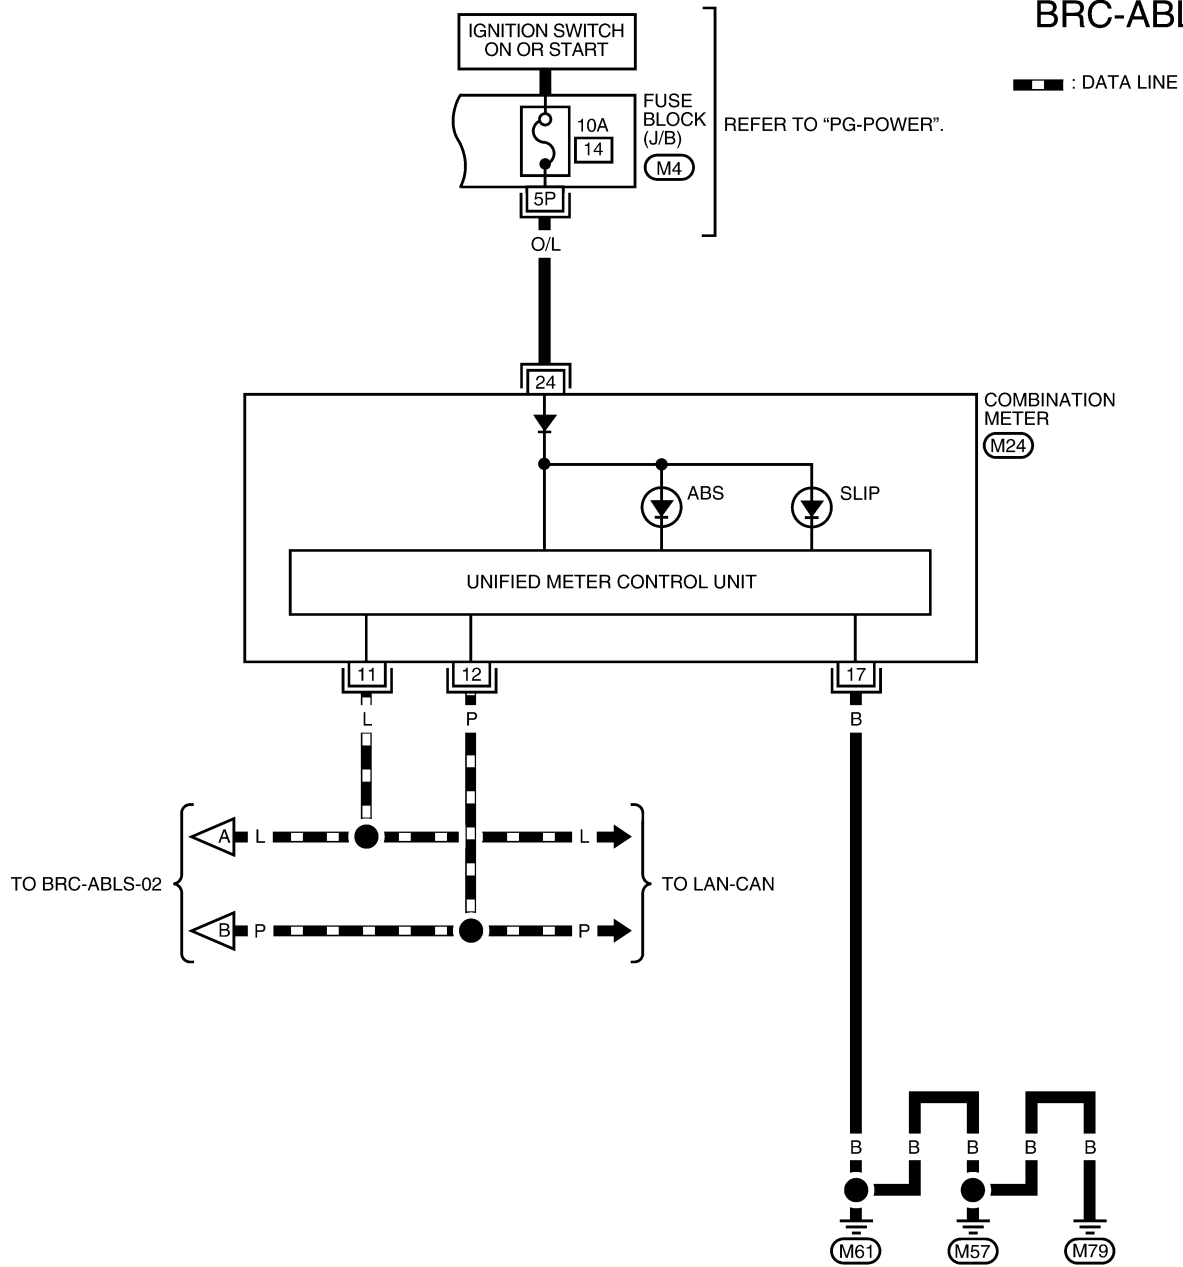 BRC-ABL
: DATA LINE
IGNITION SWITCH
ON OR START
FUSE
BLOCK
(J/B)
M4
10A
14
REFER TO “PG-POWER”.
5P
O/L
24
COMBINATION
METER
M24
ABS
SLIP
UNIFIED METER CONTROL UNIT
11
12
17
L
P
B
A
L
L
TO BRC-ABLS-02
TO LAN-CAN
B
P
P
B
B
B
B
B
M61
M57
M79